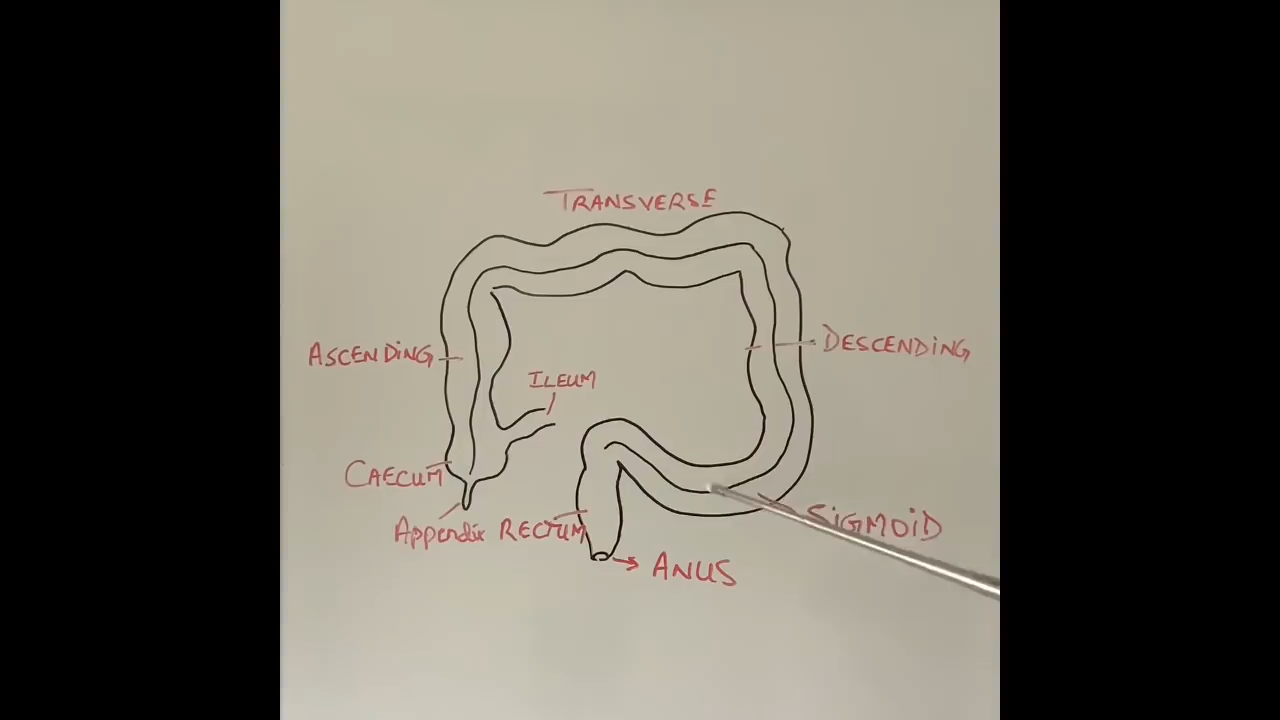 TRANSVERSE
ASCENDING
DESCENDING
ILEUM
CAECUM
Appendix
RECTUM
SIGMOID
ANUS